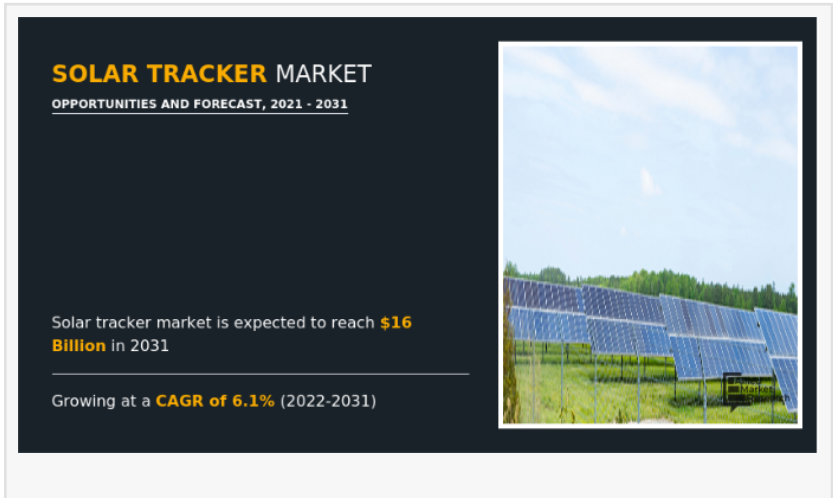 SOLAR TRACKER MARKET
OPPORTUNITIES AND FORECAST, 2021 - 2031
Solar tracker market is expected to reach $16
Billion in 2031
Growing at a CAGR of 6.1% (2022-2031)
Market